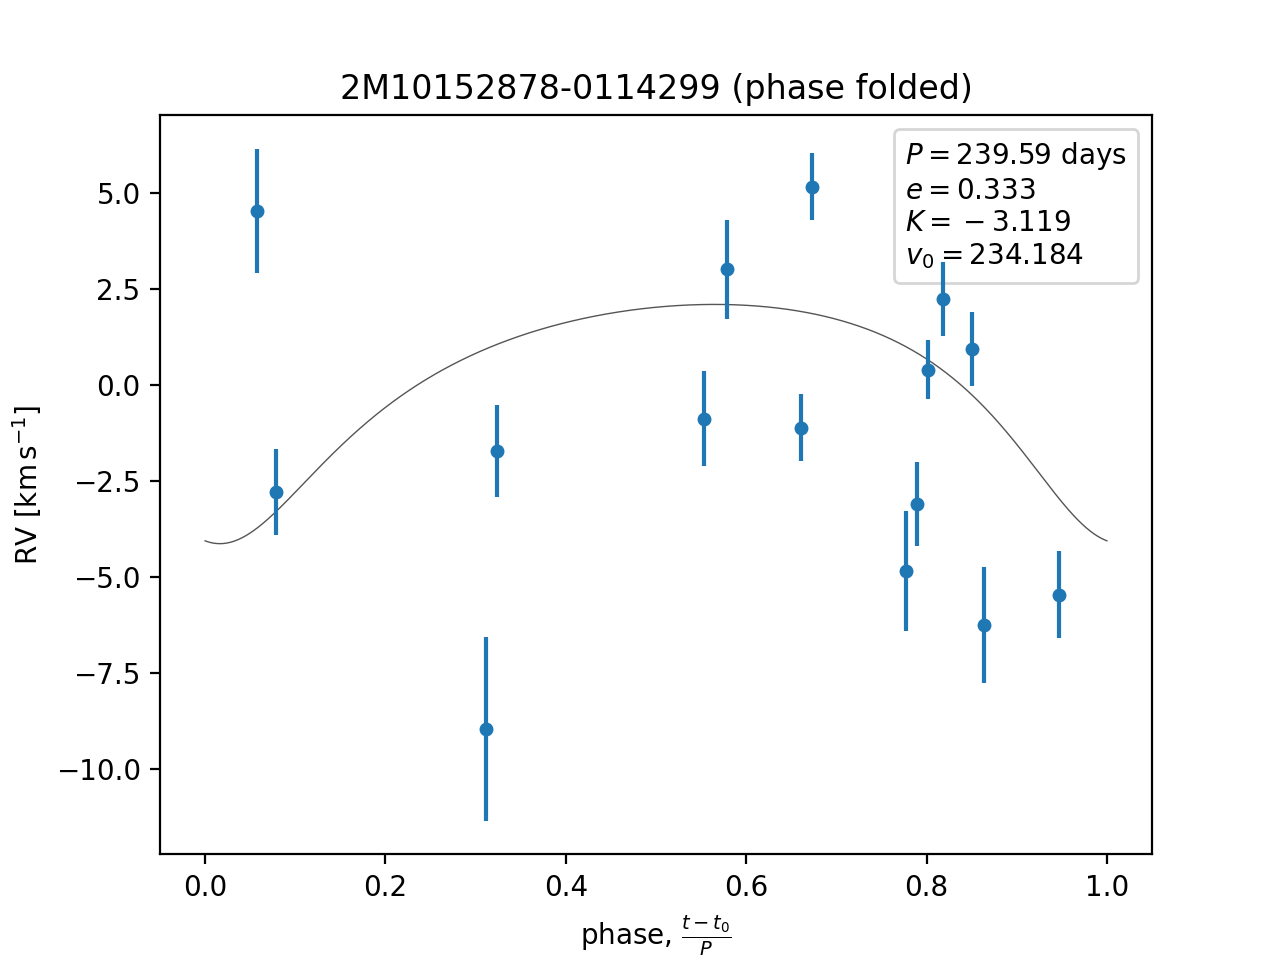 2M10152878-0114299 (phase folded)
P = 239.59 days
e = 0.333
K = −3.119
v₀ = 234.184
RV [km s⁻¹]
5.0
2.5
0.0
−2.5
−5.0
−7.5
−10.0
0.0 0.2 0.4 0.6 0.8 1.0
phase, (t − t₀)/P